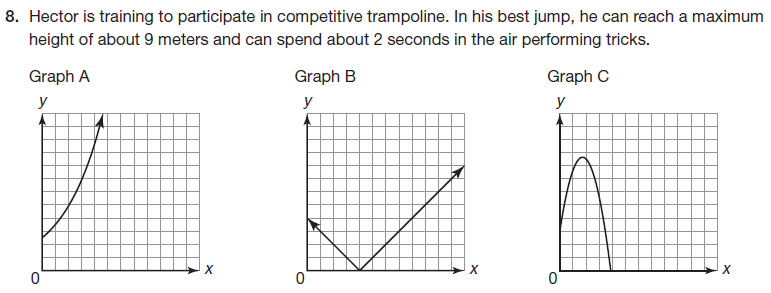 8. Hector is training to participate in competitive trampoline. In his best jump, he can reach a maximum
height of about 9 meters and can spend about 2 seconds in the air performing tricks.
Graph A
Graph B
Graph C
y
y
y
x
x
x
0
0
0